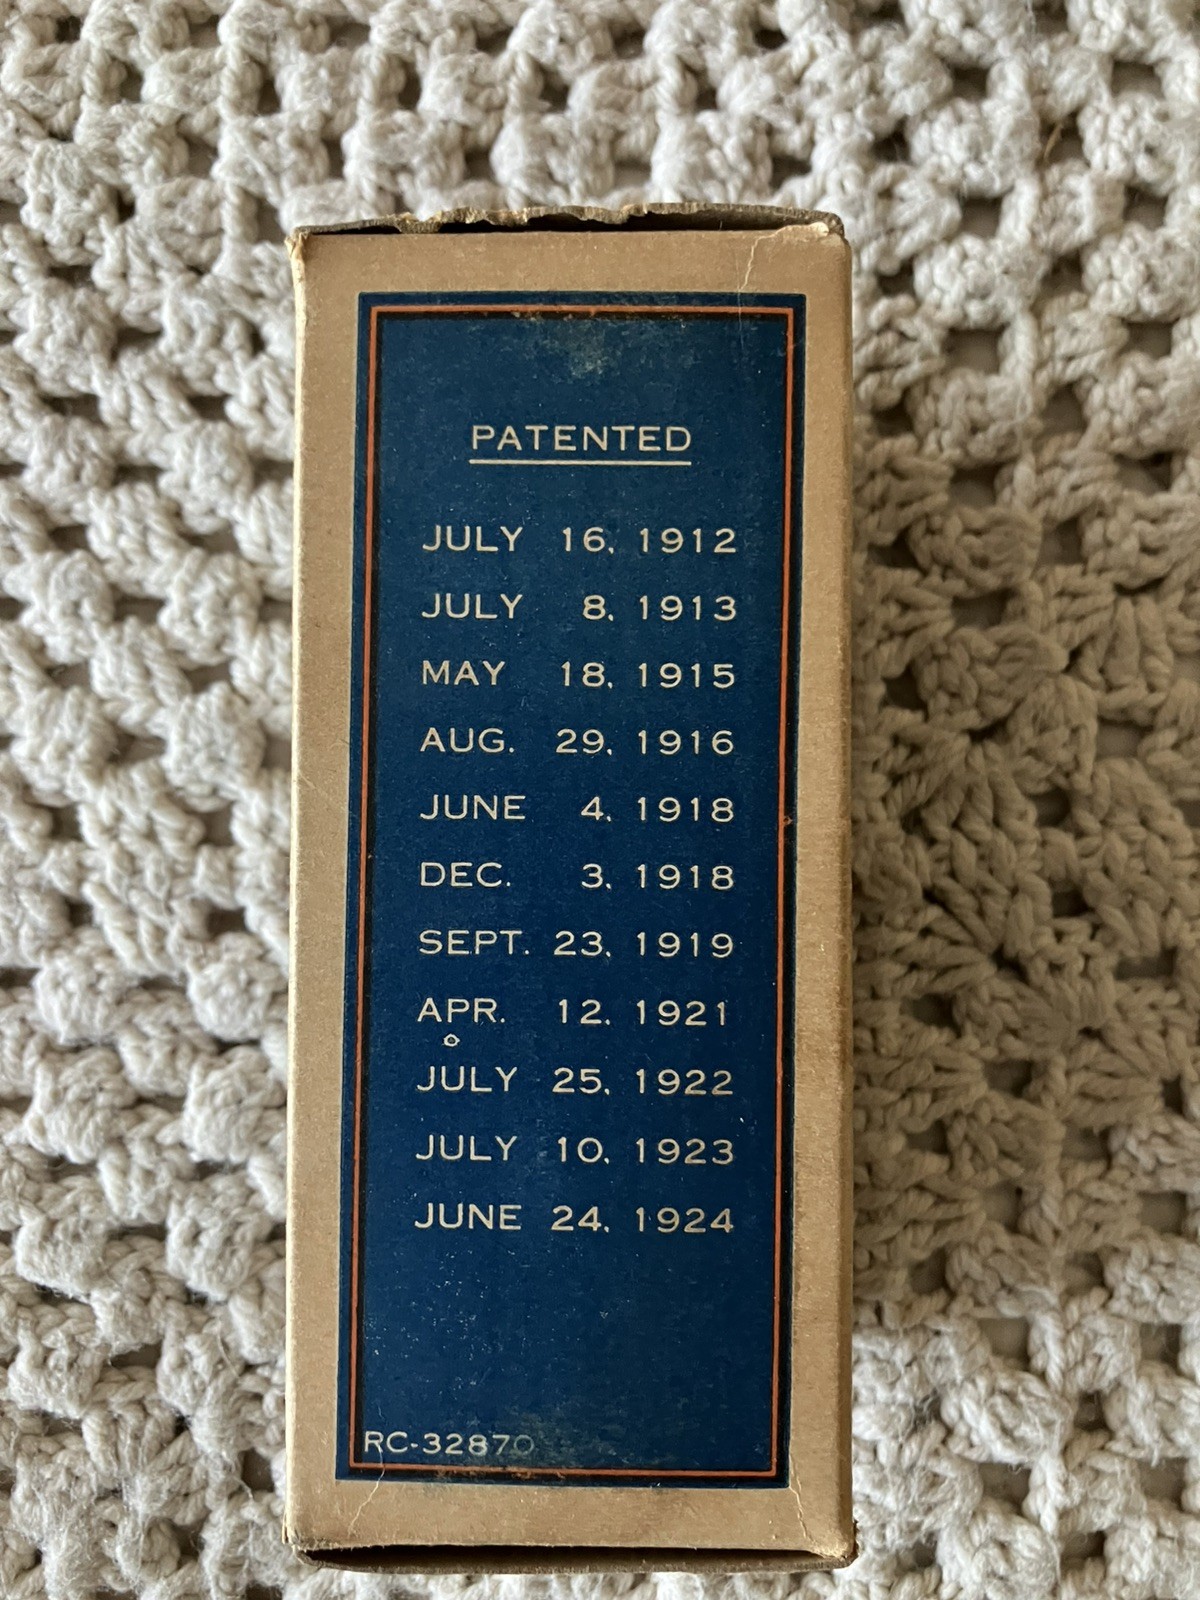 PATENTED
JULY 16, 1912
JULY 8, 1913
MAY 18, 1915
AUG. 29, 1916
JUNE 4, 1918
DEC. 3, 1918
SEPT. 23, 1919
APR. 12, 1921
JULY 25, 1922
JULY 10, 1923
JUNE 24, 1924
RC-32870